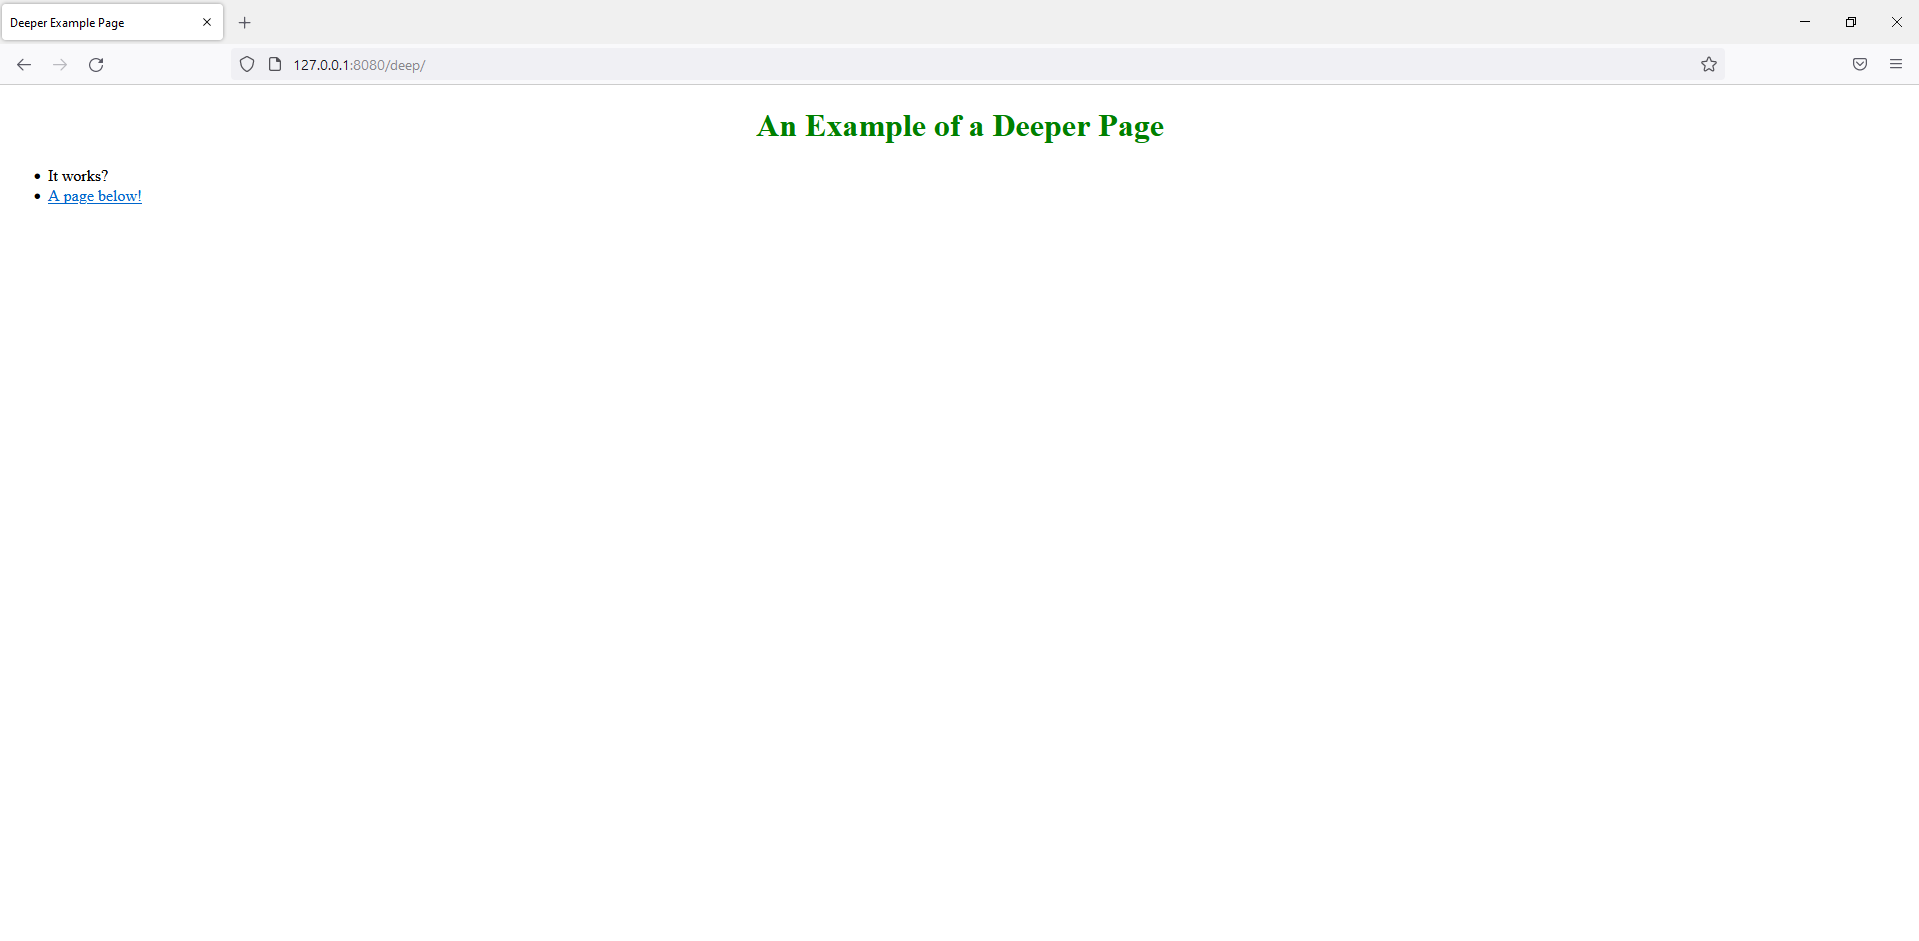 Deeper Example Page
127.0.0.1:8080/deep/
An Example of a Deeper Page
It works?
A page below!